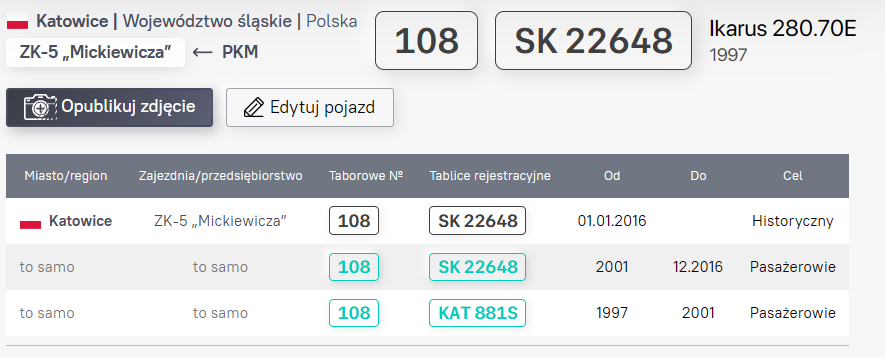 Katowice | Województwo śląskie | Polska
ZK-5 „Mickiewicza” ← PKM
108
SK 22648
Ikarus 280.70E
1997
Opublikuj zdjęcie
Edytuj pojazd
Miasto/region Zajezdnia/przedsiębiorstwo Taborowe № Tablice rejestracyjne Od Do Cel
Katowice ZK-5 „Mickiewicza” 108 SK 22648 01.01.2016 Historyczny
to samo to samo 108 SK 22648 2001 12.2016 Pasażerowie
to samo to samo 108 KAT 881S 1997 2001 Pasażerowie